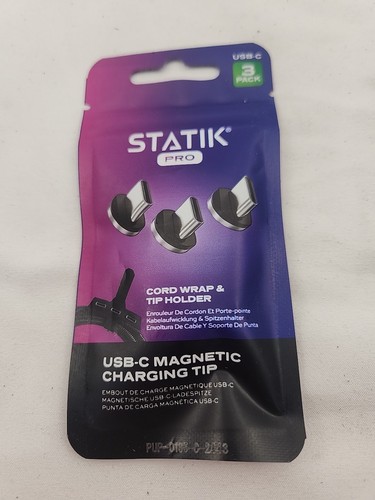 USB-C
3
PACK
STATIK®
PRO
CORD WRAP &
TIP HOLDER
Enrouleur De Cordon Et Porte-pointe
Kabelaufwicklung & Spitzenhalter
Envoltura De Cable Y Soporte De Punta
USB-C MAGNETIC
CHARGING TIP
EMBOUT DE CHARGE MAGNÉTIQUE USB-C
MAGNETISCHE USB-C-LADESPITZE
PUNTA DE CARGA MAGNÉTICA USB-C